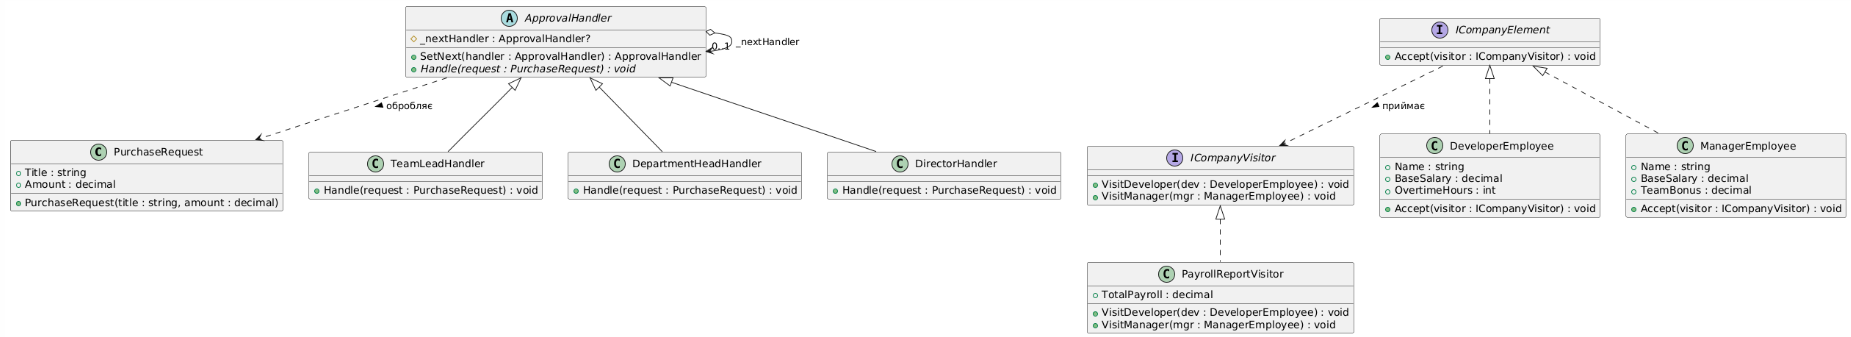 A ApprovalHandler
_nextHandler : ApprovalHandler?
SetNext(handler : ApprovalHandler) : ApprovalHandler
Handle(request : PurchaseRequest) : void
0..1
_nextHandler
обробляє
C PurchaseRequest
Title : string
Amount : decimal
PurchaseRequest(title : string, amount : decimal)
C TeamLeadHandler
Handle(request : PurchaseRequest) : void
C DepartmentHeadHandler
Handle(request : PurchaseRequest) : void
C DirectorHandler
Handle(request : PurchaseRequest) : void
I ICompanyElement
Accept(visitor : ICompanyVisitor) : void
приймає
I ICompanyVisitor
VisitDeveloper(dev : DeveloperEmployee) : void
VisitManager(mgr : ManagerEmployee) : void
C DeveloperEmployee
Name : string
BaseSalary : decimal
OvertimeHours : int
Accept(visitor : ICompanyVisitor) : void
C ManagerEmployee
Name : string
BaseSalary : decimal
TeamBonus : decimal
Accept(visitor : ICompanyVisitor) : void
C PayrollReportVisitor
TotalPayroll : decimal
VisitDeveloper(dev : DeveloperEmployee) : void
VisitManager(mgr : ManagerEmployee) : void